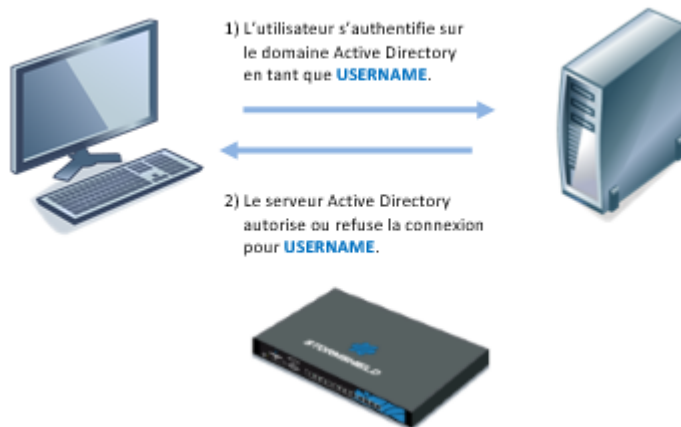 1) L'utilisateur s'authentifie sur
le domaine Active Directory
en tant que USERNAME.
2) Le serveur Active Directory
autorise ou refuse la connexion
pour USERNAME.
STORMSHIELD